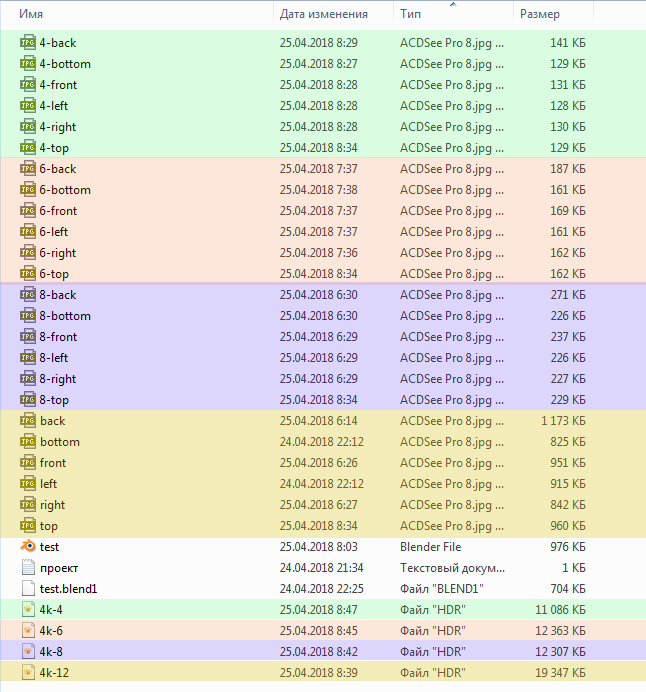 Имя Дата изменения Тип Размер
4-back 25.04.2018 8:29 ACDSee Pro 8.jpg ... 141 КБ
4-bottom 25.04.2018 8:27 ACDSee Pro 8.jpg ... 129 КБ
4-front 25.04.2018 8:28 ACDSee Pro 8.jpg ... 131 КБ
4-left 25.04.2018 8:28 ACDSee Pro 8.jpg ... 128 КБ
4-right 25.04.2018 8:28 ACDSee Pro 8.jpg ... 130 КБ
4-top 25.04.2018 8:34 ACDSee Pro 8.jpg ... 129 КБ
6-back 25.04.2018 7:37 ACDSee Pro 8.jpg ... 187 КБ
6-bottom 25.04.2018 7:38 ACDSee Pro 8.jpg ... 161 КБ
6-front 25.04.2018 7:37 ACDSee Pro 8.jpg ... 169 КБ
6-left 25.04.2018 7:37 ACDSee Pro 8.jpg ... 161 КБ
6-right 25.04.2018 7:36 ACDSee Pro 8.jpg ... 162 КБ
6-top 25.04.2018 8:34 ACDSee Pro 8.jpg ... 162 КБ
8-back 25.04.2018 6:30 ACDSee Pro 8.jpg ... 271 КБ
8-bottom 25.04.2018 6:30 ACDSee Pro 8.jpg ... 226 КБ
8-front 25.04.2018 6:29 ACDSee Pro 8.jpg ... 237 КБ
8-left 25.04.2018 6:29 ACDSee Pro 8.jpg ... 226 КБ
8-right 25.04.2018 6:29 ACDSee Pro 8.jpg ... 227 КБ
8-top 25.04.2018 8:34 ACDSee Pro 8.jpg ... 229 КБ
back 25.04.2018 6:14 ACDSee Pro 8.jpg ... 1 173 КБ
bottom 24.04.2018 22:12 ACDSee Pro 8.jpg ... 825 КБ
front 25.04.2018 6:26 ACDSee Pro 8.jpg ... 951 КБ
left 24.04.2018 22:12 ACDSee Pro 8.jpg ... 915 КБ
right 25.04.2018 6:27 ACDSee Pro 8.jpg ... 842 КБ
top 25.04.2018 8:34 ACDSee Pro 8.jpg ... 960 КБ
test 25.04.2018 8:03 Blender File 976 КБ
проект 24.04.2018 21:34 Текстовый докум... 1 КБ
test.blend1 24.04.2018 22:25 Файл "BLEND1" 704 КБ
4k-4 25.04.2018 8:47 Файл "HDR" 11 086 КБ
4k-6 25.04.2018 8:45 Файл "HDR" 12 363 КБ
4k-8 25.04.2018 8:42 Файл "HDR" 12 307 КБ
4k-12 25.04.2018 8:39 Файл "HDR" 19 347 КБ